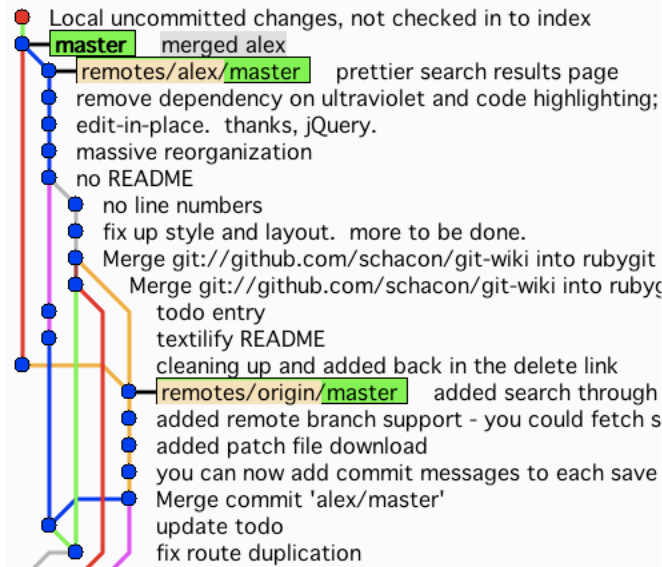 Local uncommitted changes, not checked in to index
master merged alex
remotes/alex/master prettier search results page
remove dependency on ultraviolet and code highlighting;
edit-in-place. thanks, jQuery.
massive reorganization
no README
no line numbers
fix up style and layout. more to be done.
Merge git://github.com/schacon/git-wiki into rubygit
Merge git://github.com/schacon/git-wiki into
todo entry
textilify README
cleaning up and added back in the delete link
remotes/origin/master added search through
added remote branch support - you could fetch
added patch file download
you can now add commit messages to each save
Merge commit 'alex/master'
update todo
fix route duplication